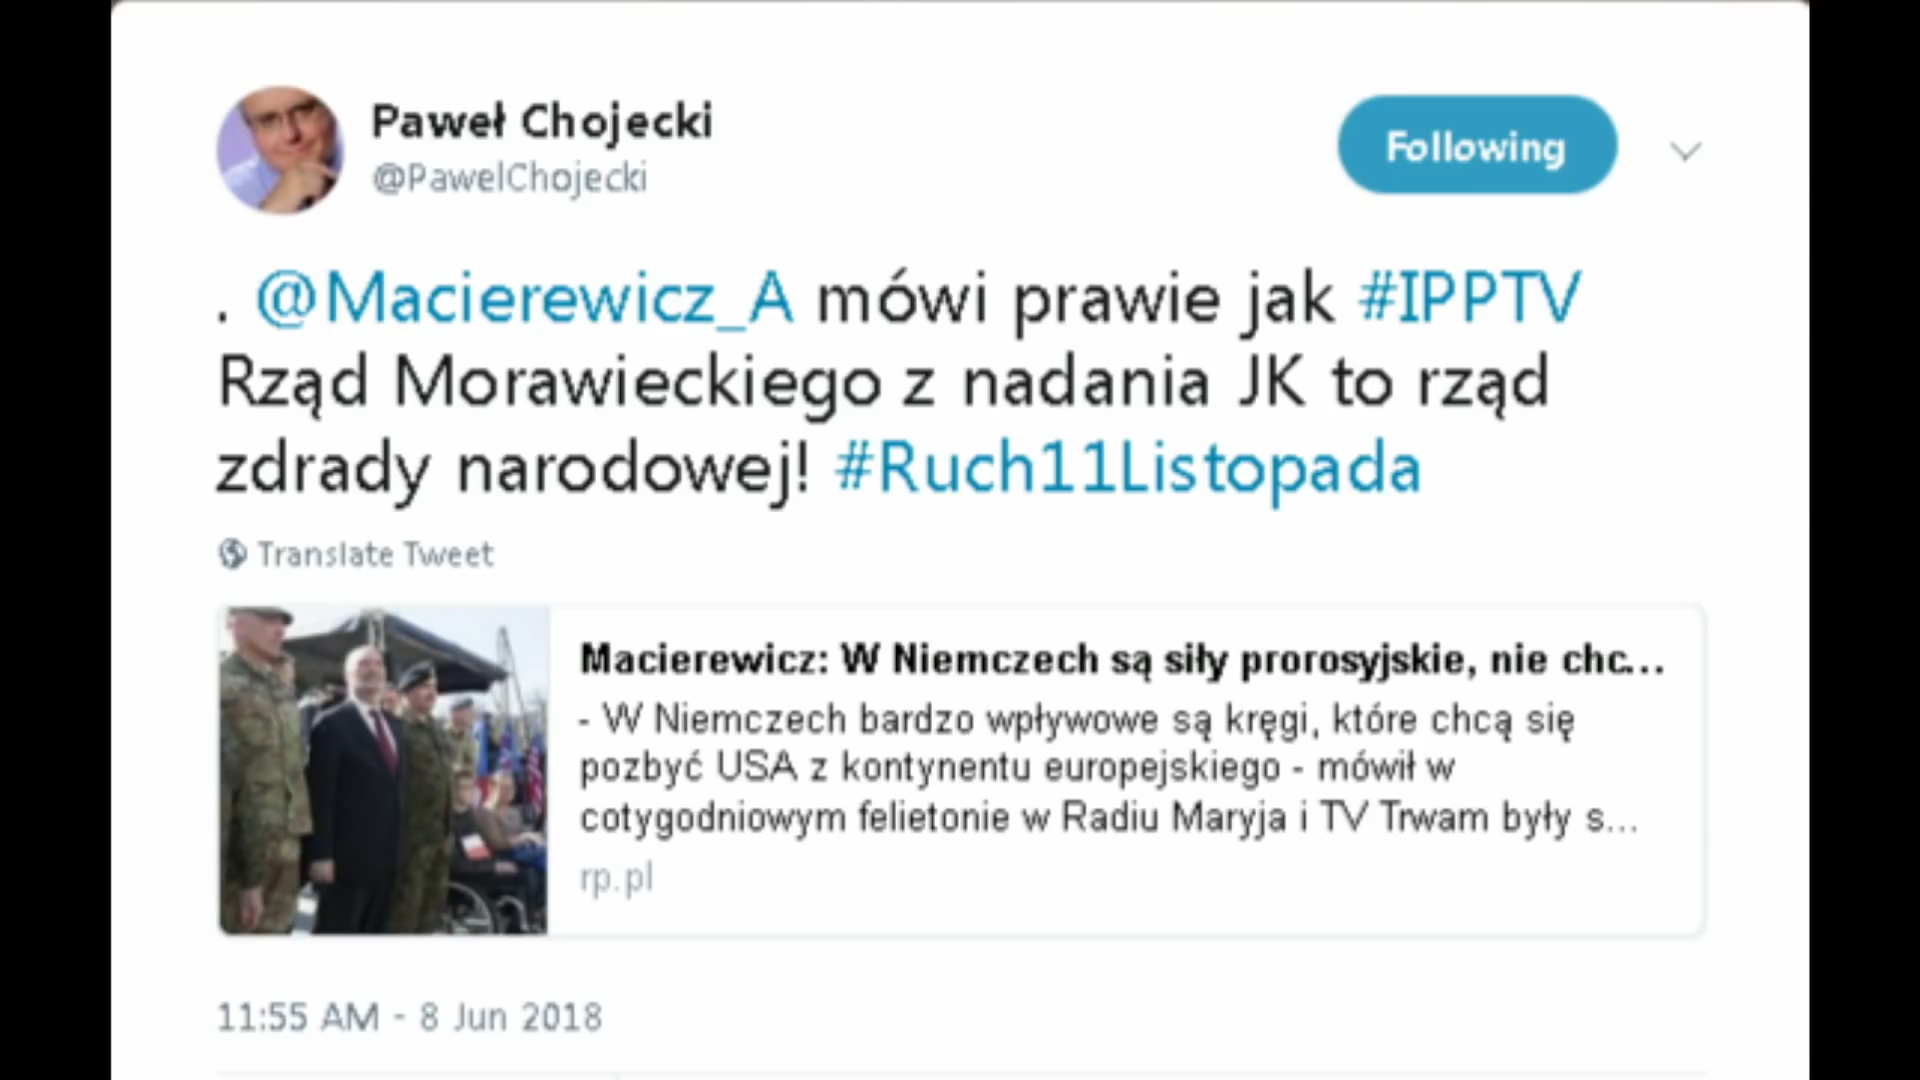 Paweł Chojecki
@PawelChojecki
Following
. @Macierewicz_A mówi prawie jak #IPPTV
Rząd Morawieckiego z nadania JK to rząd
zdrady narodowej! #Ruch11Listopada
Translate Tweet
Macierewicz: W Niemczech są siły prorosyjskie, nie chc...
- W Niemczech bardzo wpływowe są kręgi, które chcą się
pozbyć USA z kontynentu europejskiego - mówił w
cotygodniowym felietonie w Radiu Maryja i TV Trwam były s...
rp.pl
11:55 AM - 8 Jun 2018